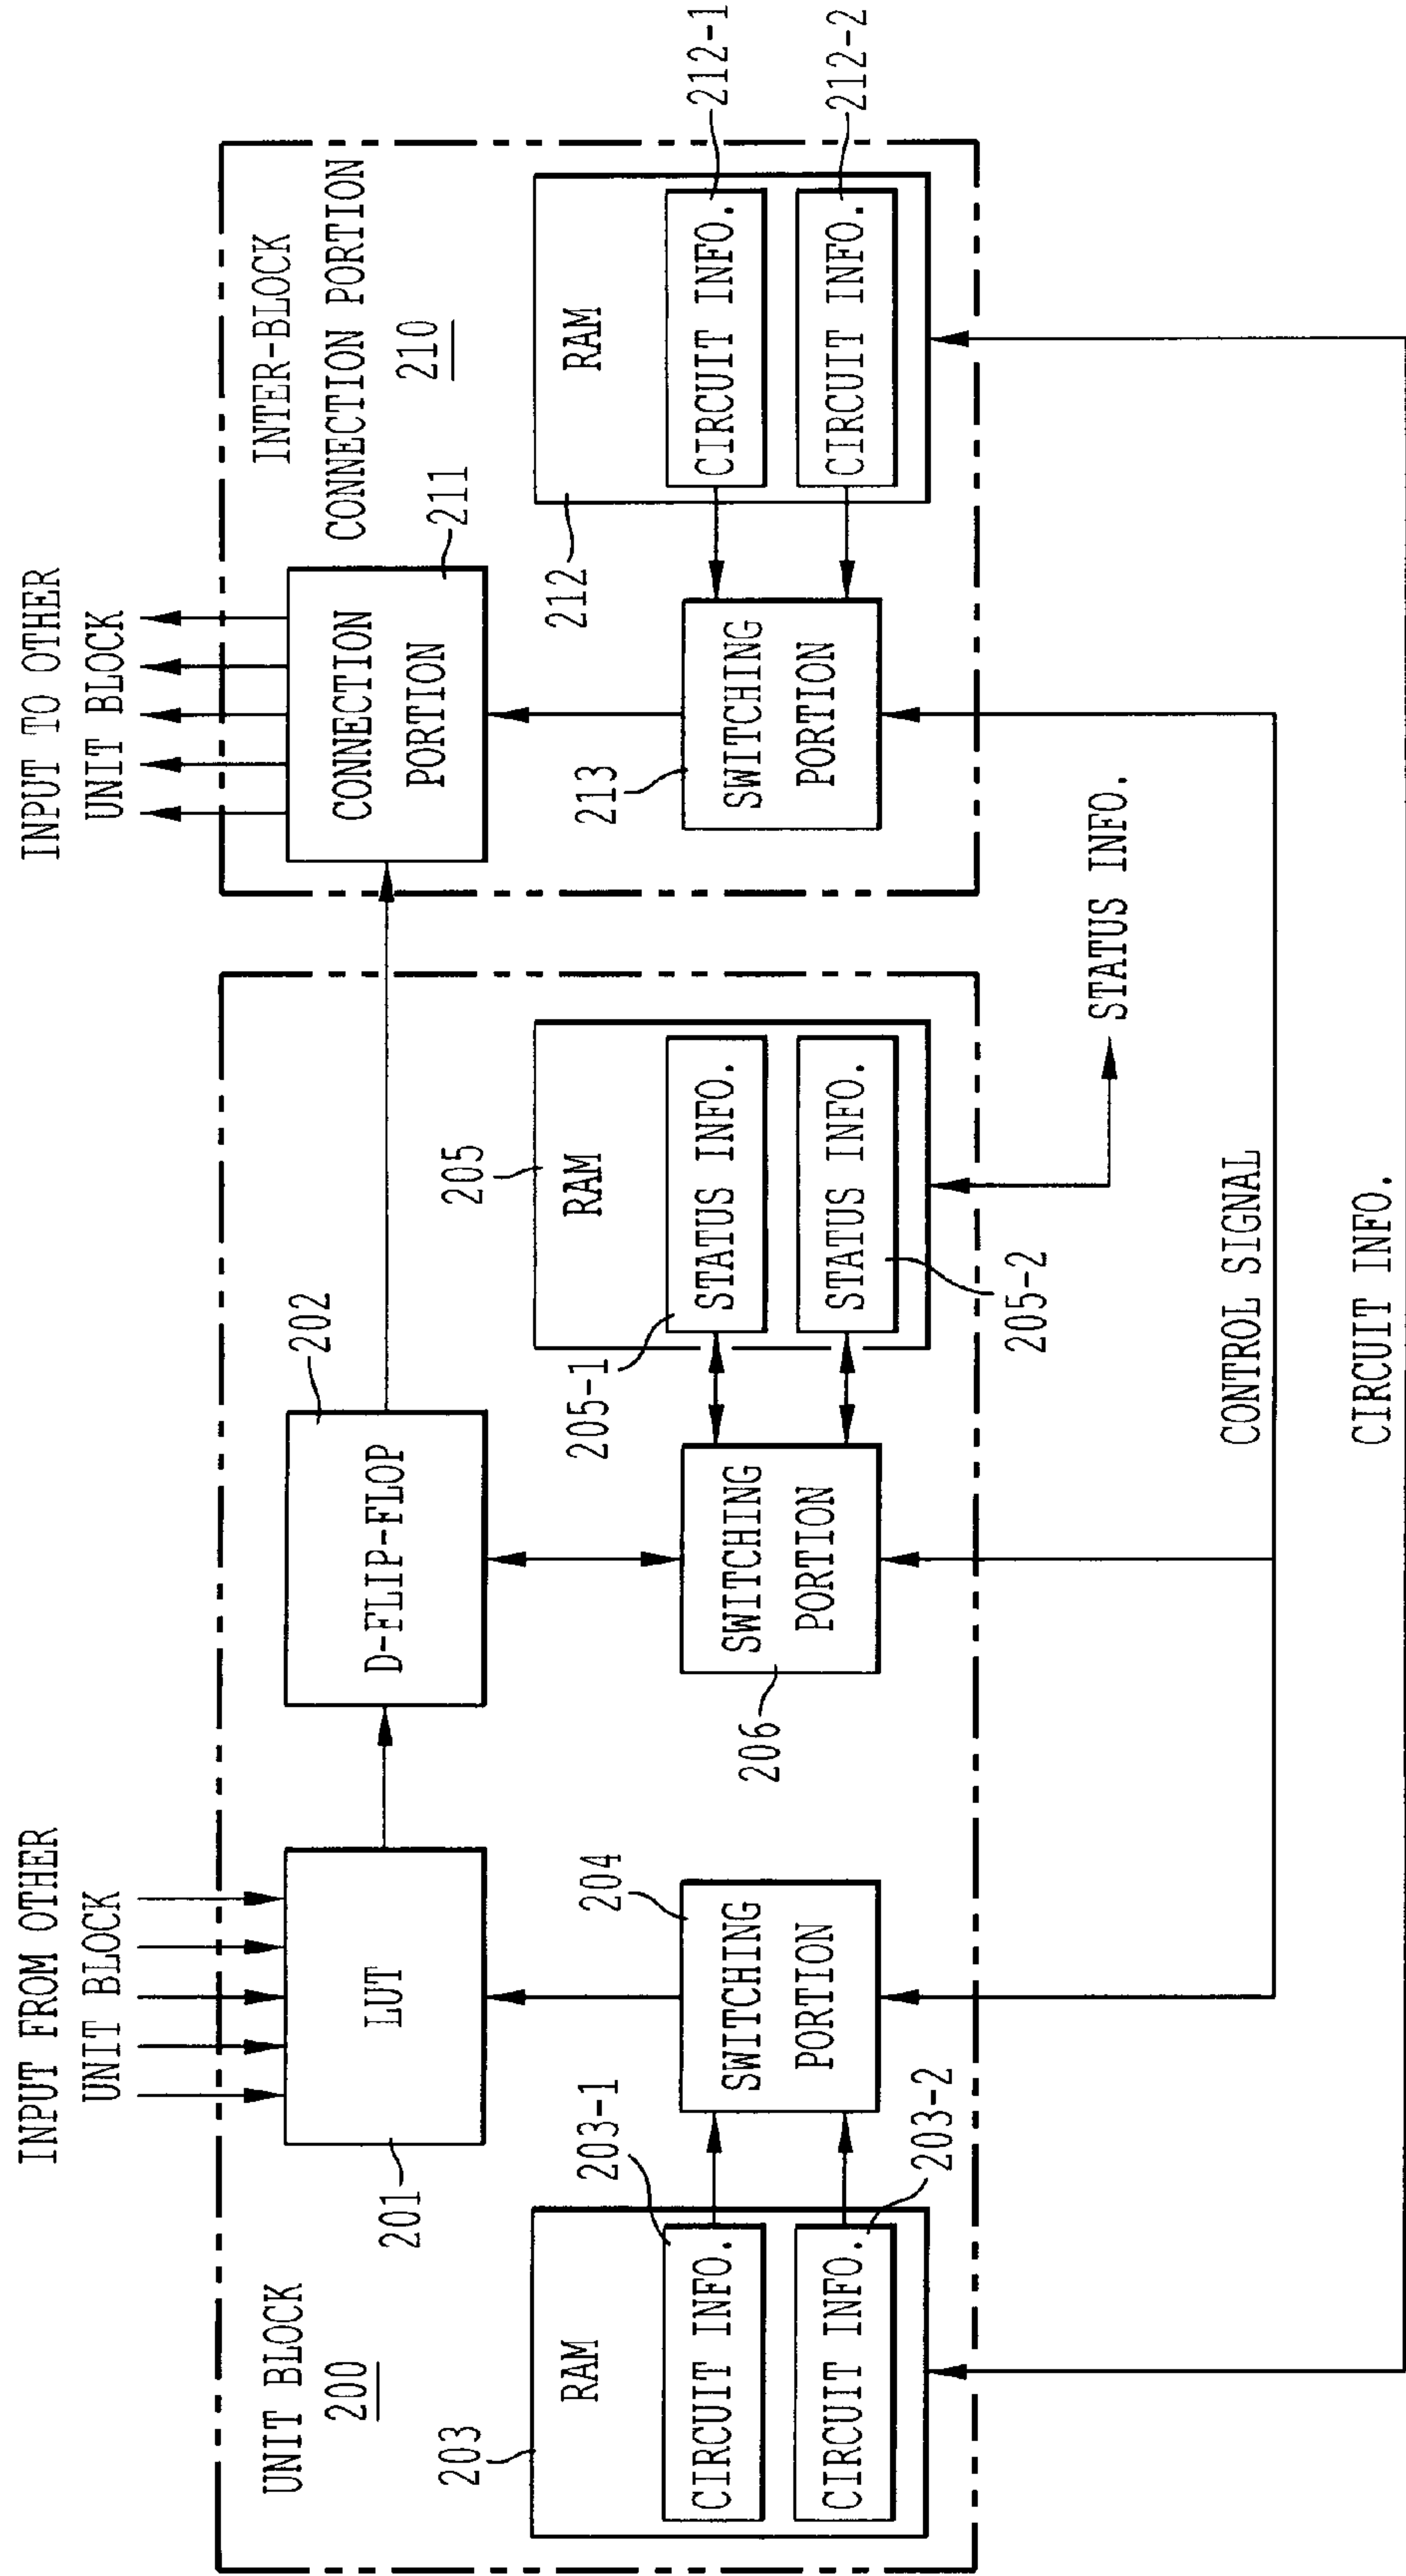 INPUT FROM OTHER
UNIT BLOCK
INPUT TO OTHER
UNIT BLOCK
UNIT BLOCK
200
INTER-BLOCK
CONNECTION PORTION
210
LUT
201
D-FLIP-FLOP
202
CONNECTION
PORTION
211
203
RAM
203-1
CIRCUIT INFO.
CIRCUIT INFO.
203-2
204
SWITCHING
PORTION
206
SWITCHING
PORTION
205
RAM
205-1
STATUS INFO.
STATUS INFO.
205-2
213
SWITCHING
PORTION
212
RAM
CIRCUIT INFO.
212-1
CIRCUIT INFO.
212-2
STATUS INFO.
CONTROL SIGNAL
CIRCUIT INFO.